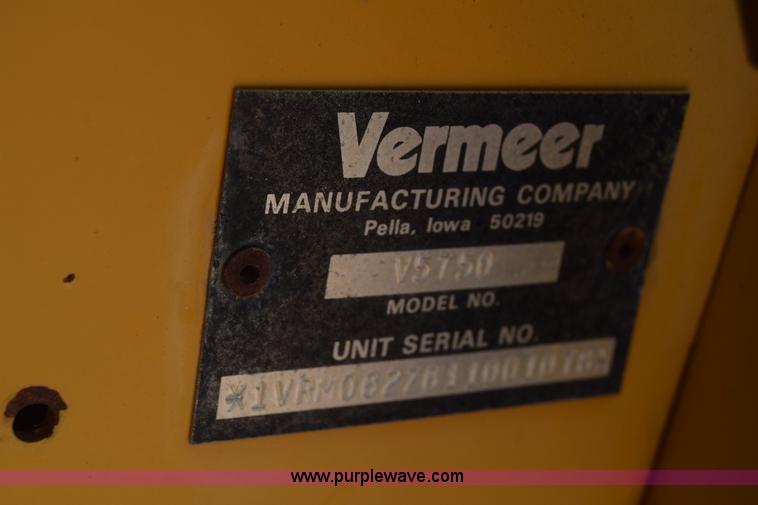 Vermeer
MANUFACTURING COMPANY
Pella, Iowa 50219
V5750
MODEL NO.
UNIT SERIAL NO.
www.purplewave.com